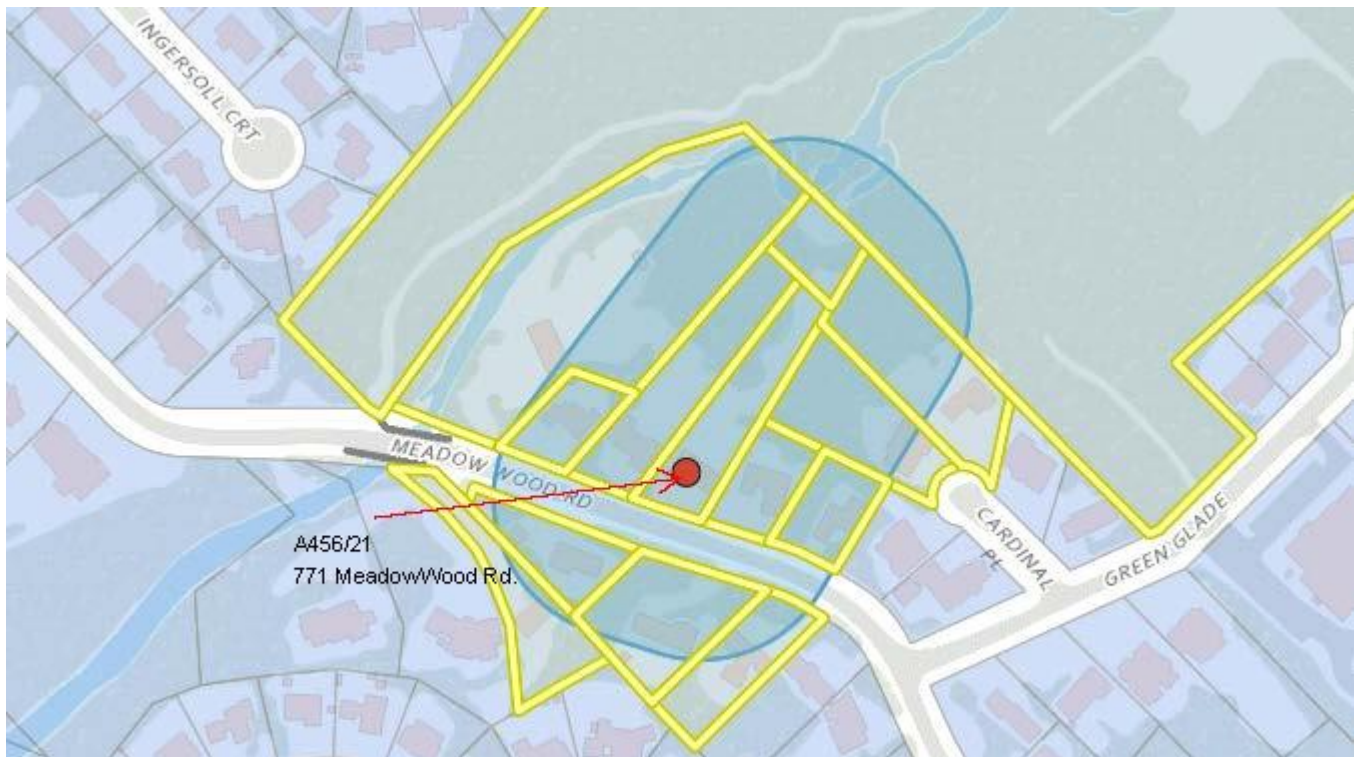 INGERSOLL CRT
MEADOW WOOD RD
A456/21
771 MeadowWood Rd.
CARDINAL
PL
GREEN GLADE